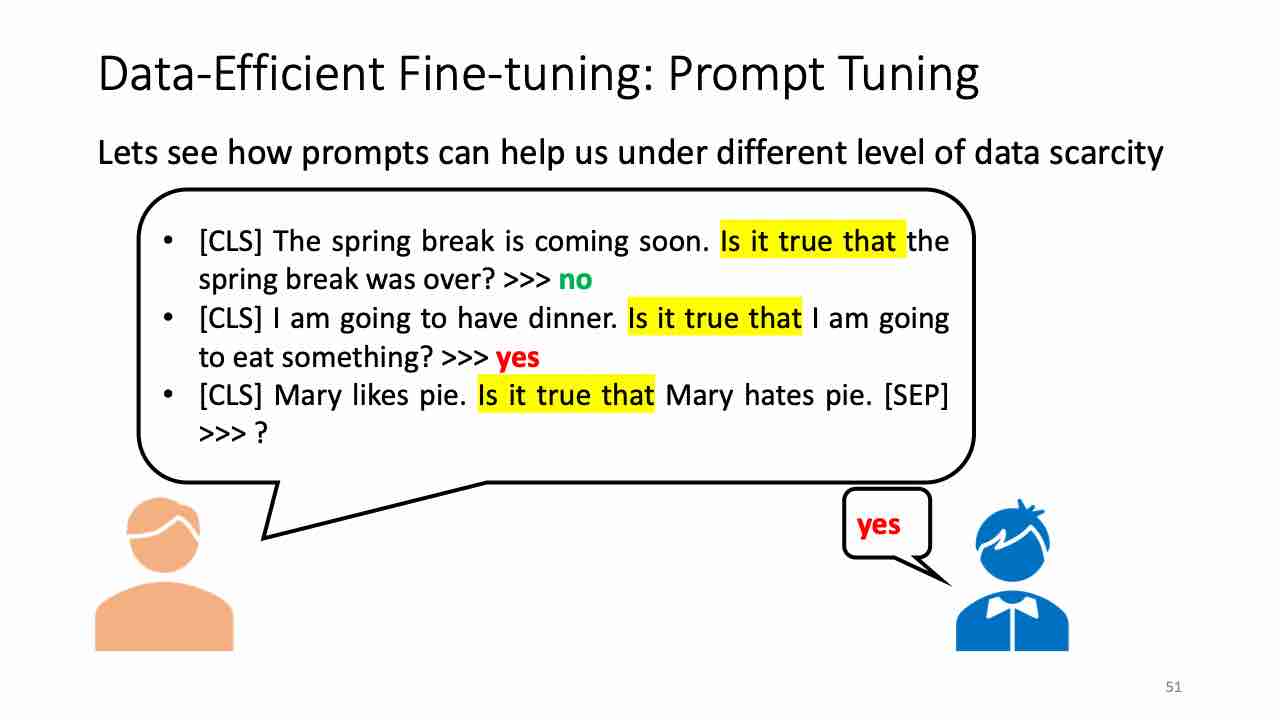 Data-Efficient Fine-tuning: Prompt Tuning
Lets see how prompts can help us under different level of data scarcity
• [CLS] The spring break is coming soon. Is it true that the
spring break was over? >>> no
• [CLS] I am going to have dinner. Is it true that I am going
to eat something? >>> yes
• [CLS] Mary likes pie. Is it true that Mary hates pie. [SEP]
>>> ?
yes
51